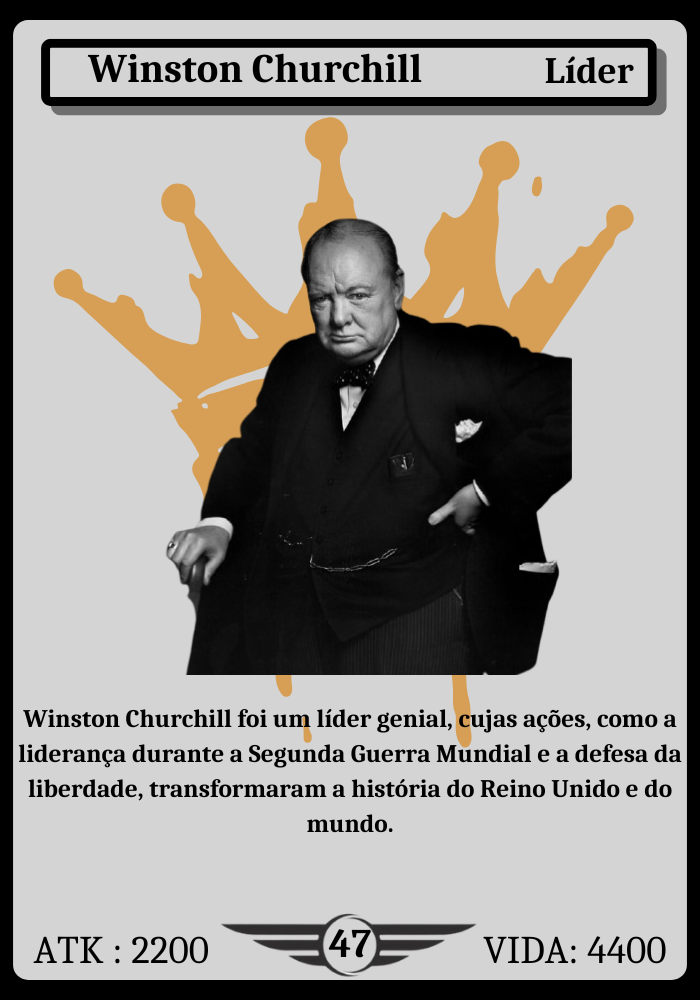 Winston Churchill Líder
Winston Churchill foi um líder genial, cujas ações, como a
liderança durante a Segunda Guerra Mundial e a defesa da
liberdade, transformaram a história do Reino Unido e do
mundo.
ATK : 2200 47 VIDA: 4400